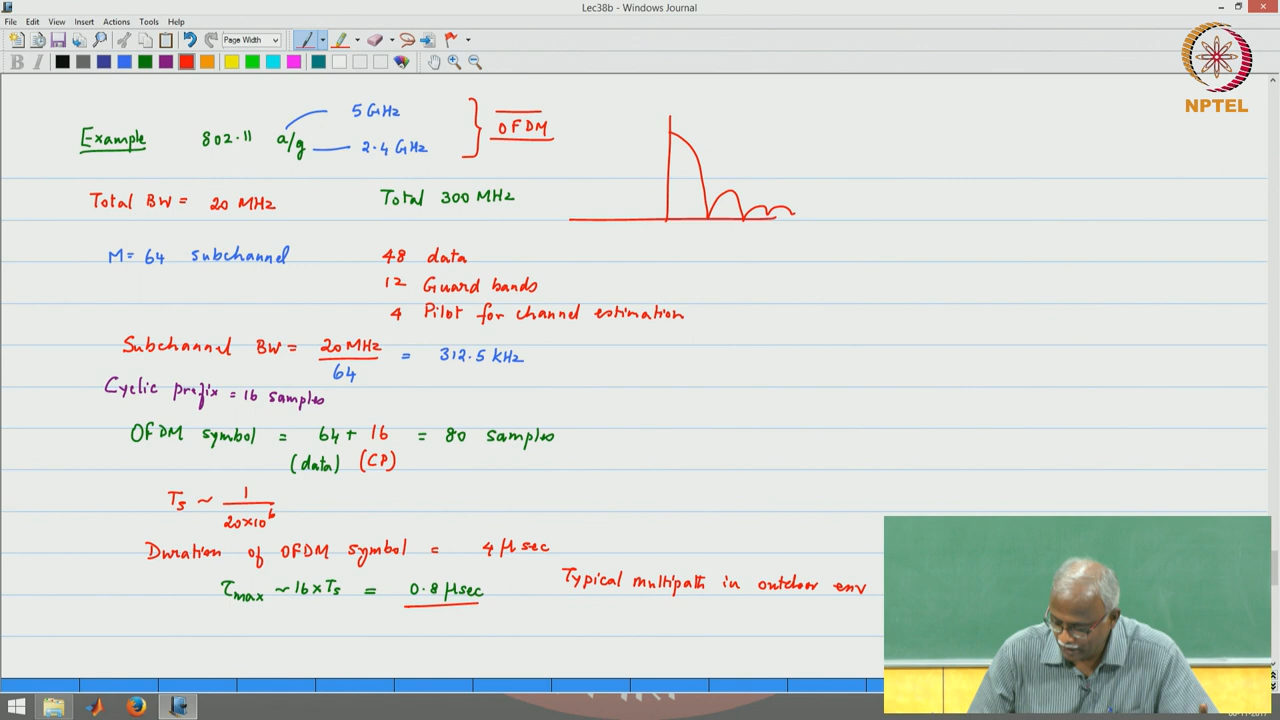 Lec38b - Windows Journal
File Edit View Insert Actions Tools Help
Page Width
B I
NPTEL
Example 802.11 a/g 5 GHz
2.4 GHz
OFDM
Total BW = 20 MHz Total 300 MHz
M = 64 subchannel 48 data
12 Guard bands
4 Pilot for channel estimation
Subchannel BW = 20 MHz / 64 = 312.5 kHz
Cyclic prefix = 16 samples
OFDM symbol = 64 + 16 = 80 samples
(data) (CP)
Ts ~ 1 / 20×10⁶
Duration of OFDM symbol = 4 μsec
τmax ~ 16 × Ts = 0.8 μsec Typical multipath in outdoor env